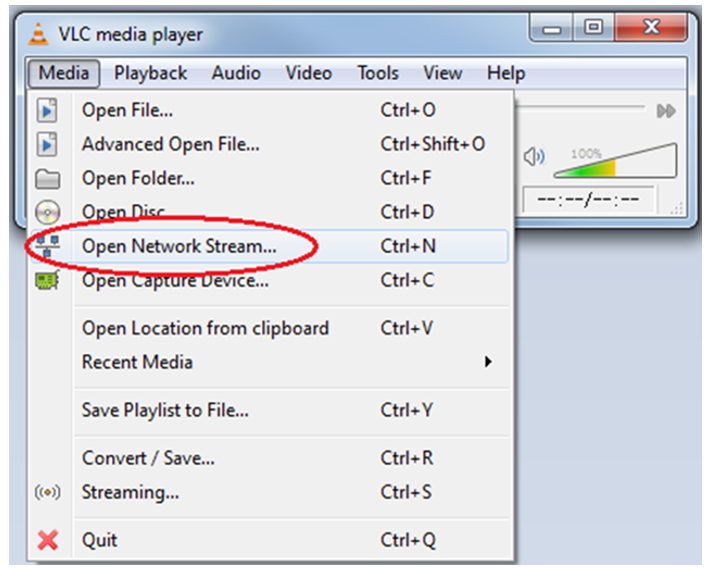 VLC media player
Media Playback Audio Video Tools View Help
Open File... Ctrl+O
Advanced Open File... Ctrl+Shift+O
100%
Open Folder... Ctrl+F
Open Disc... Ctrl+D
--:--/--:--
Open Network Stream... Ctrl+N
Open Capture Device... Ctrl+C
Open Location from clipboard Ctrl+V
Recent Media
Save Playlist to File... Ctrl+Y
Convert / Save... Ctrl+R
Streaming... Ctrl+S
Quit Ctrl+Q